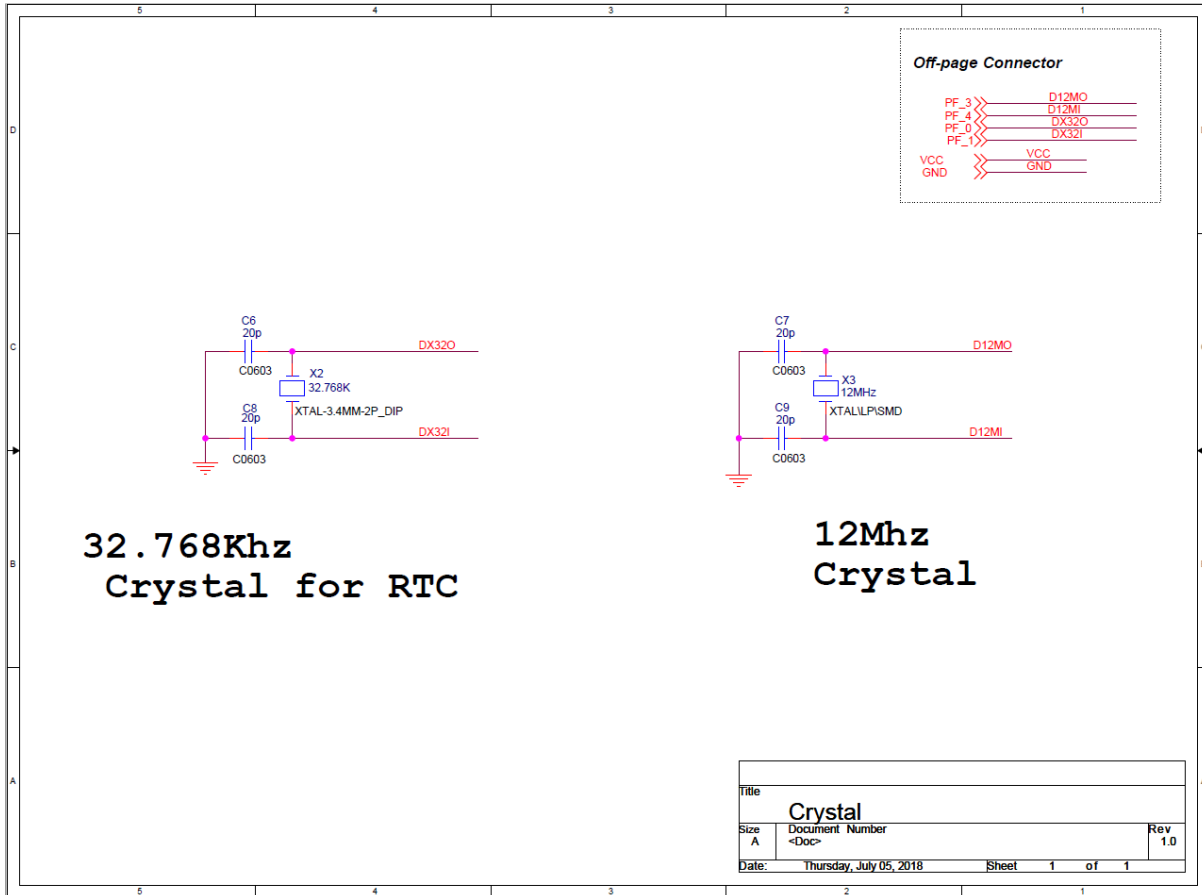 5 4 3 2 1
Off-page Connector
PF_3 D12MO
PF_4 D12MI
PF_0 DX32O
PF_1 DX32I
VCC VCC
GND GND
D
C
B
A
C6
20p
C0603
DX32O
X2
32.768K
XTAL-3.4MM-2P_DIP
C8
20p
C0603
DX32I
C7
20p
C0603
D12MO
X3
12MHz
XTAL\LP\SMD
C9
20p
C0603
D12MI
32.768Khz
Crystal for RTC
12Mhz
Crystal
Title
Crystal
Size Document Number Rev
A <Doc> 1.0
Date: Thursday, July 05, 2018 Sheet 1 of 1
5 4 3 2 1